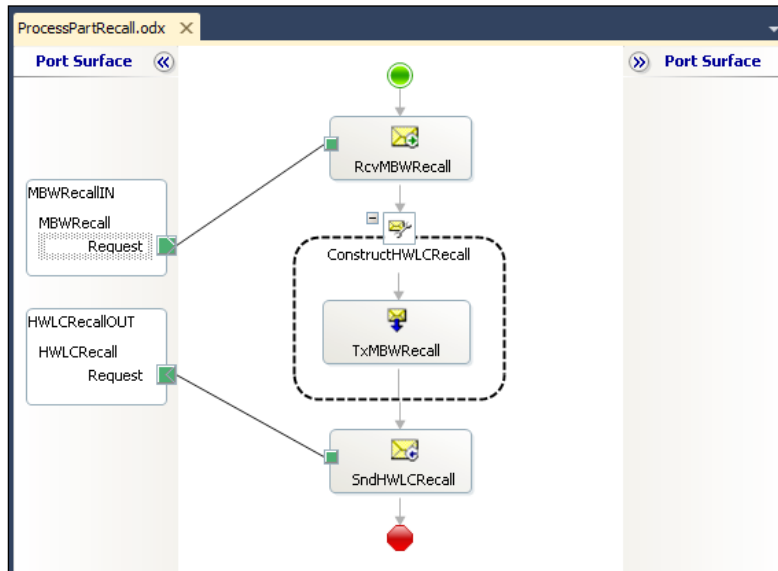 ProcessPartRecall.odx
Port Surface
Port Surface
RcvMBWRecall
MBWRecallIN
MBWRecall
Request
ConstructHWLCRecall
HWLCRecallOUT
HWLCRecall
Request
TxMBWRecall
SndHWLCRecall